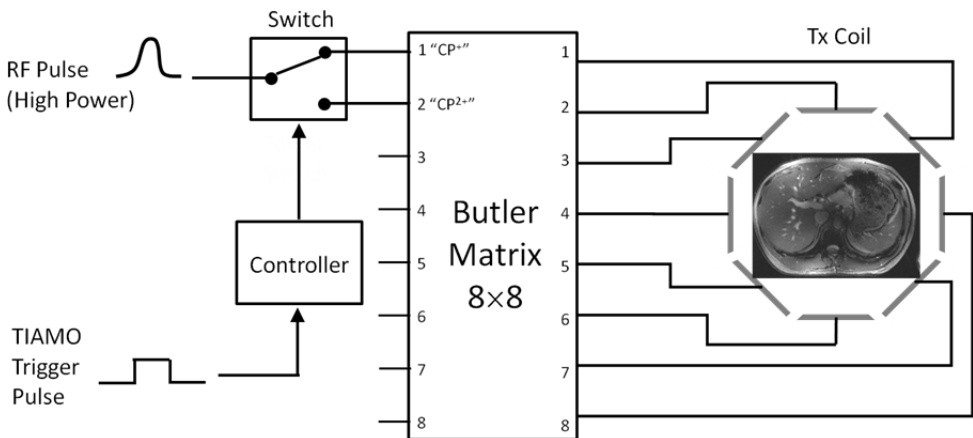 Switch
Tx Coil
RF Pulse
(High Power)
1 “CP⁺”
2 “CP²⁺”
3
4
5
6
7
8
Butler
Matrix
8×8
1
2
3
4
5
6
7
8
Controller
TIAMO
Trigger
Pulse